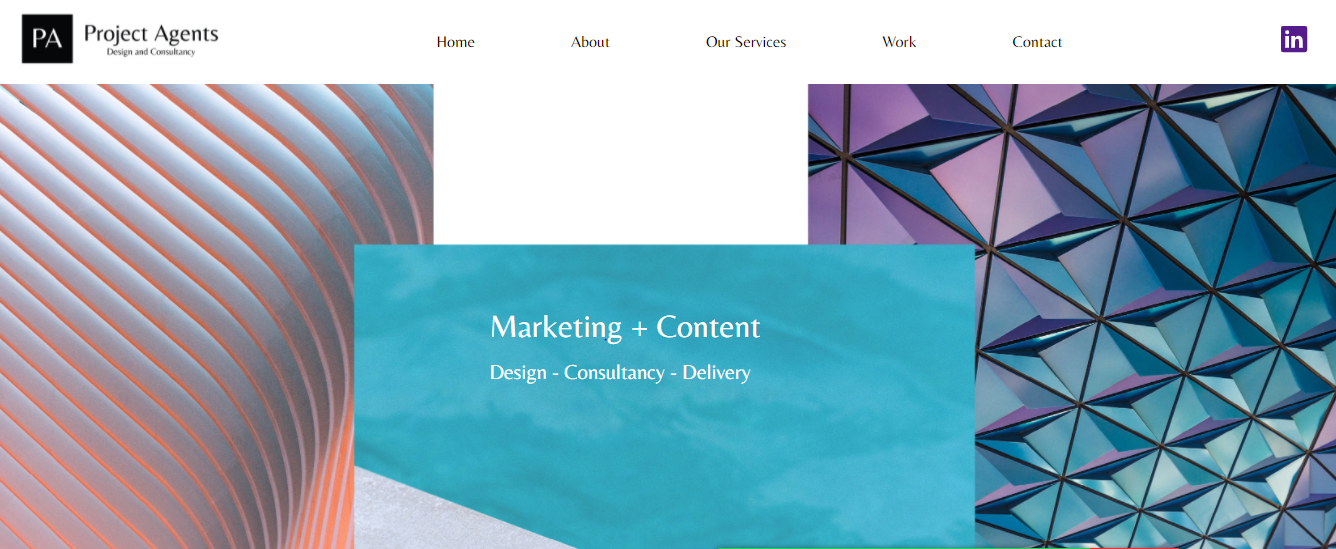 PA
Project Agents
Design and Consultancy
Home
About
Our Services
Work
Contact
in
Marketing + Content
Design - Consultancy - Delivery